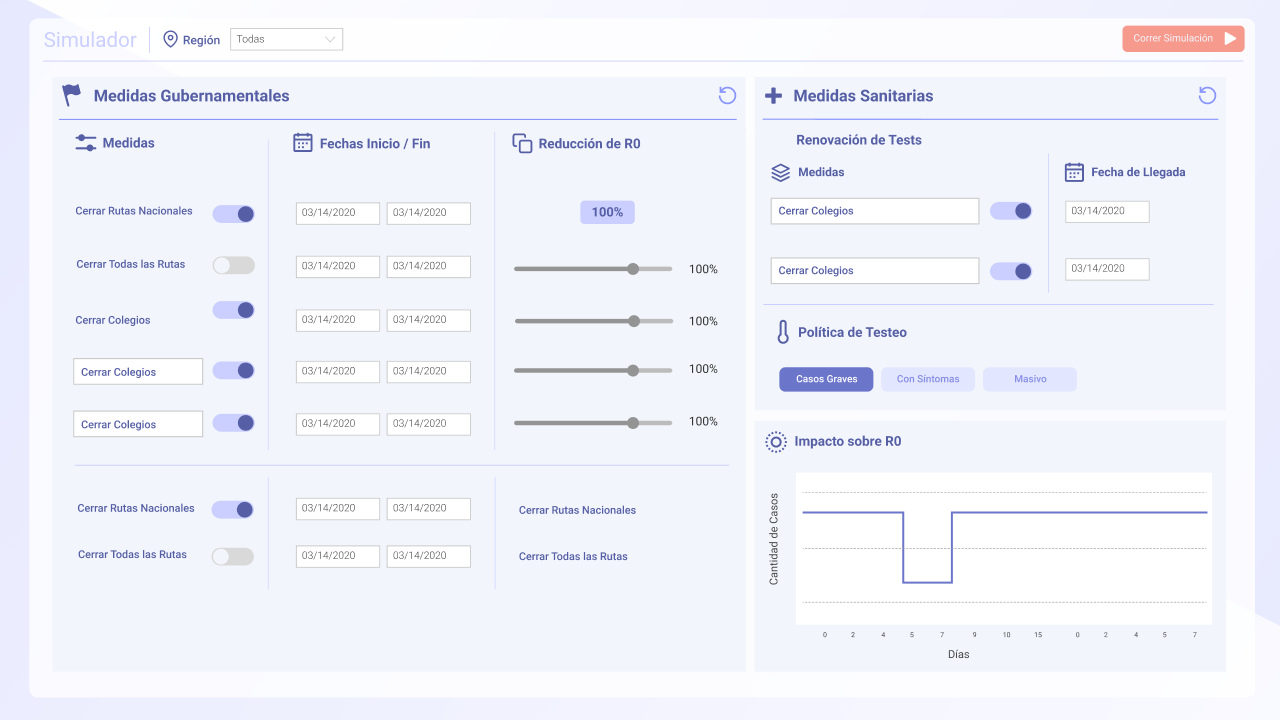 Simulador
Región
Todas
Correr Simulación
Medidas Gubernamentales
Medidas
Fechas Inicio / Fin
Reducción de R0
Cerrar Rutas Nacionales
03/14/2020 03/14/2020
100%
Cerrar Todas las Rutas
03/14/2020 03/14/2020
100%
Cerrar Colegios
03/14/2020 03/14/2020
100%
Cerrar Colegios
03/14/2020 03/14/2020
100%
Cerrar Colegios
03/14/2020 03/14/2020
100%
Cerrar Rutas Nacionales
03/14/2020 03/14/2020
Cerrar Rutas Nacionales
Cerrar Todas las Rutas
03/14/2020 03/14/2020
Cerrar Todas las Rutas
Medidas Sanitarias
Renovación de Tests
Medidas
Fecha de Llegada
Cerrar Colegios
03/14/2020
Cerrar Colegios
03/14/2020
Política de Testeo
Casos Graves
Con Síntomas
Masivo
Impacto sobre R0
Cantidad de Casos
0 2 4 5 7 9 10 15 0 2 4 5 7
Días